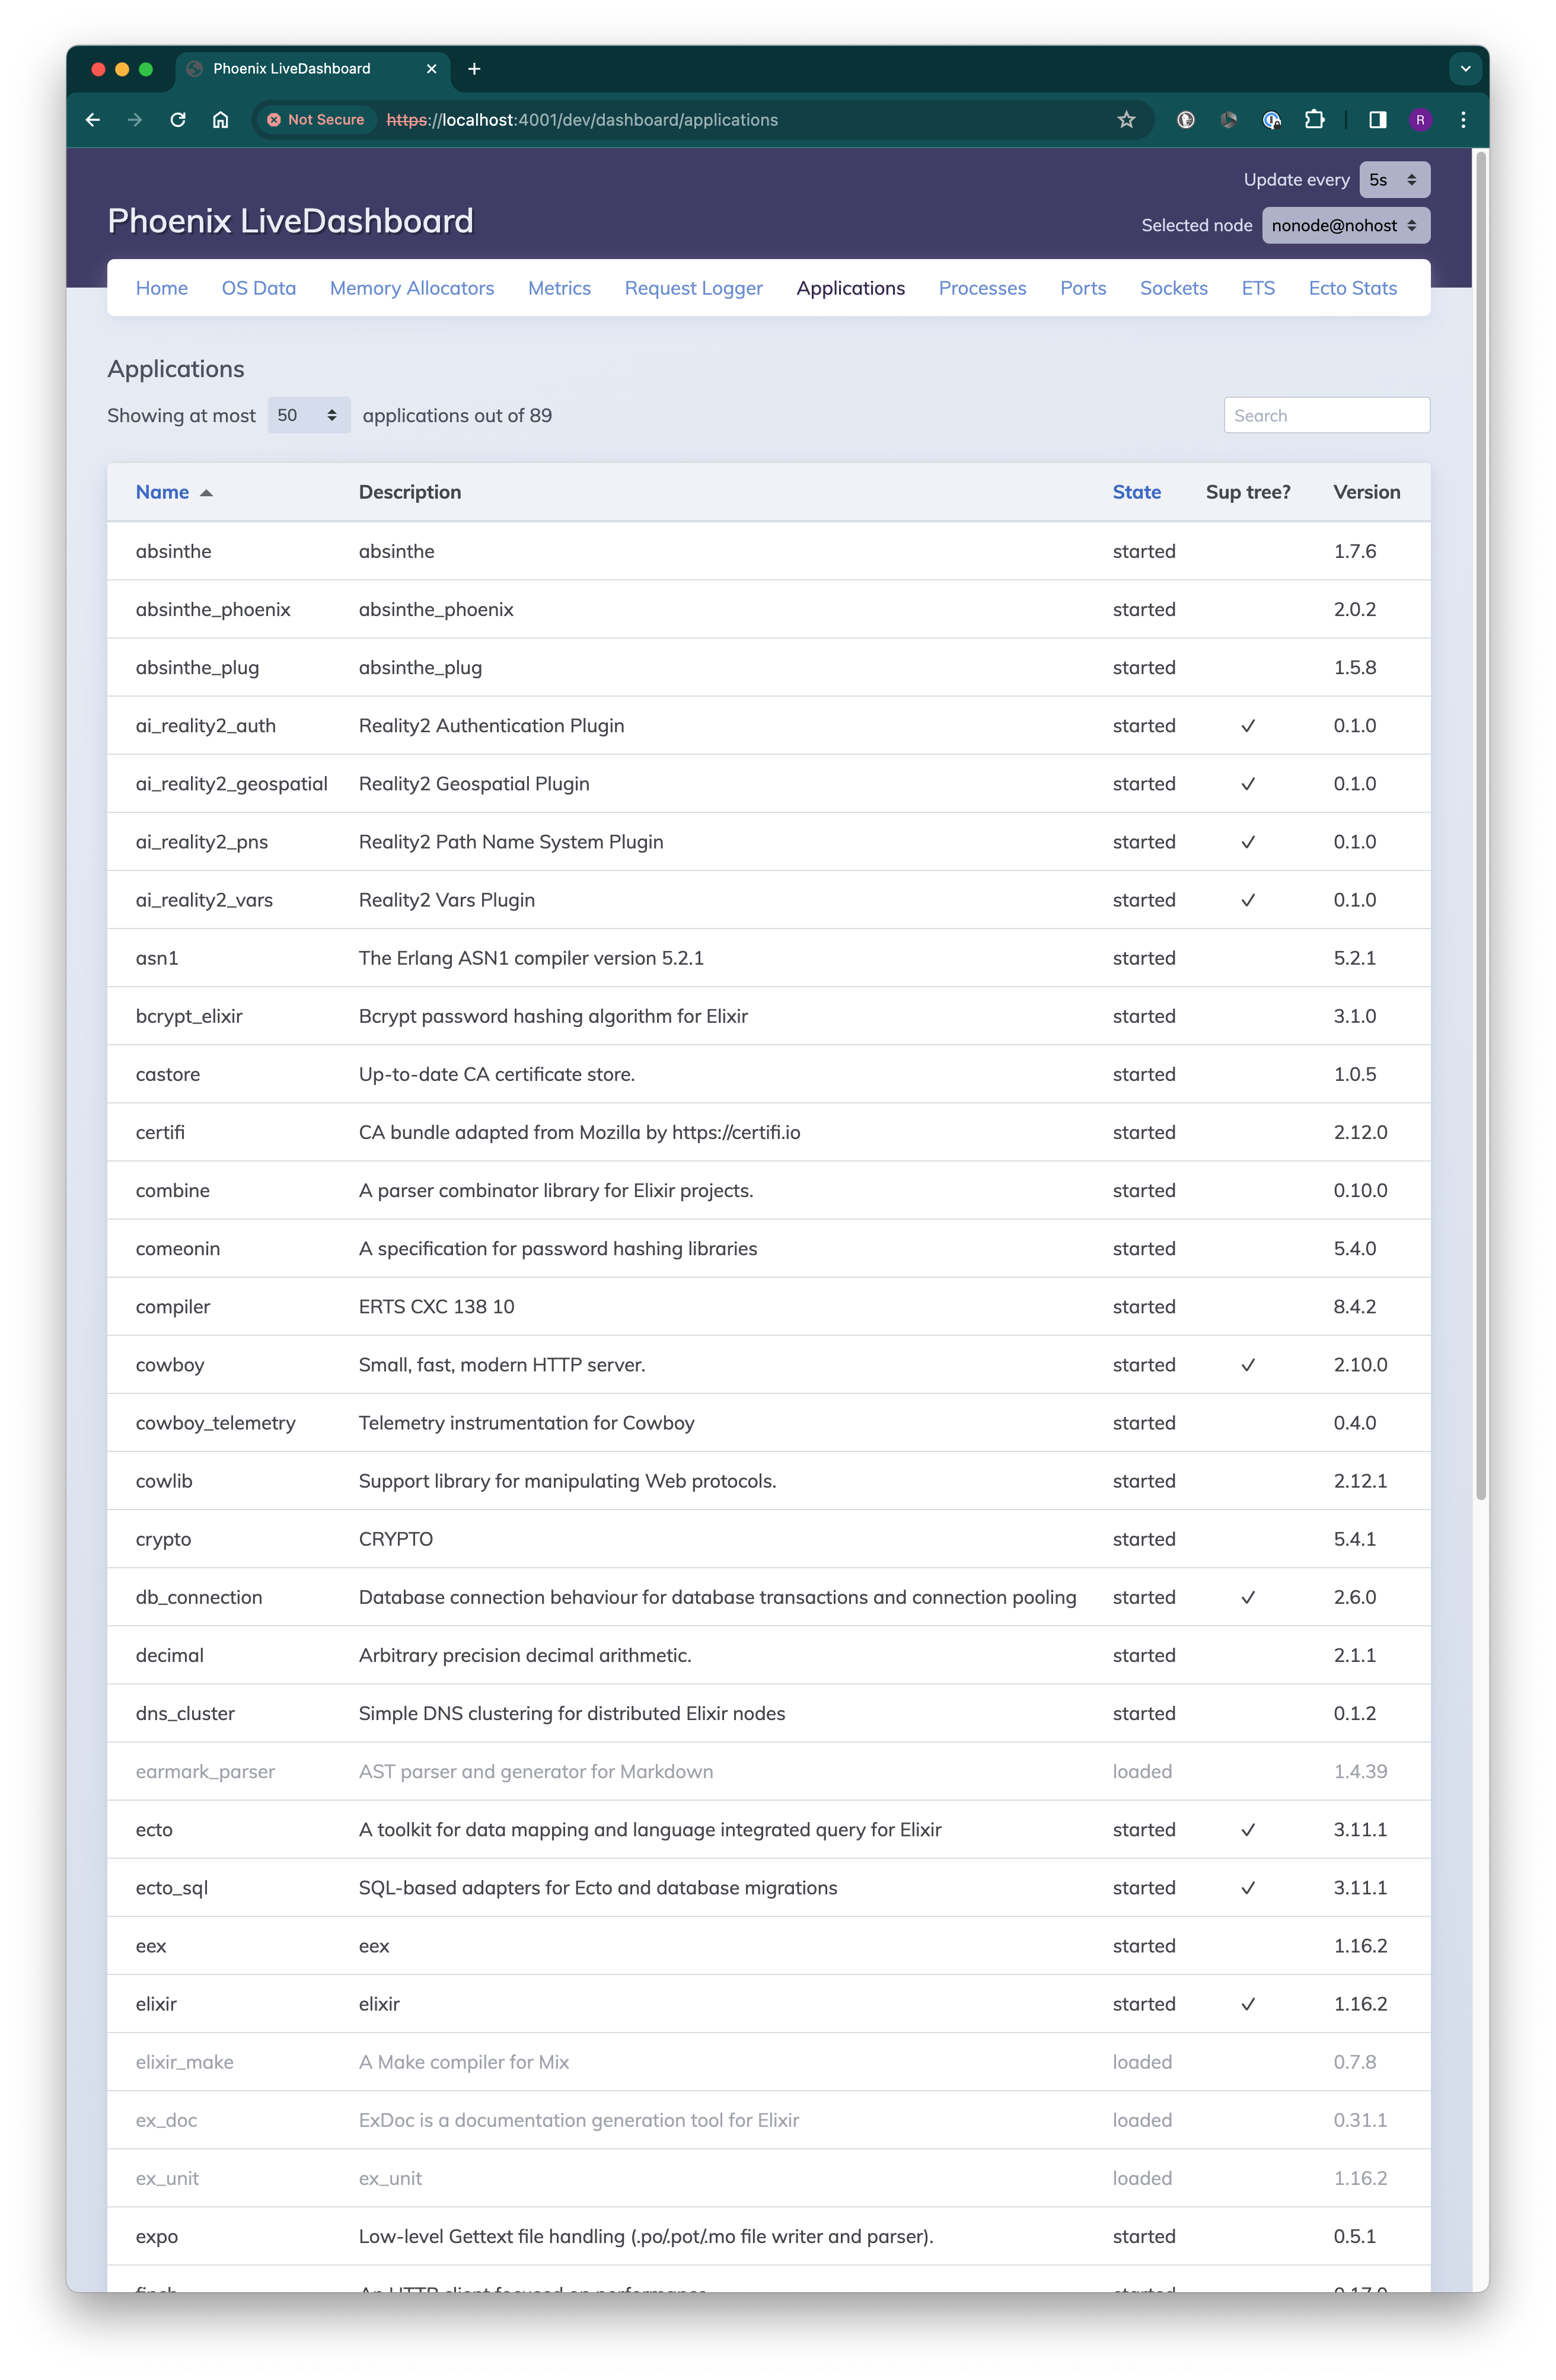 Phoenix LiveDashboard
Not Secure https://localhost:4001/dev/dashboard/applications R
Update every 5s
Phoenix LiveDashboard
Selected node nonode@nohost
Home OS Data Memory Allocators Metrics Request Logger Applications Processes Ports Sockets ETS Ecto Stats
Applications
Showing at most 50 applications out of 89 Search
Name Description State Sup tree? Version
absinthe absinthe started 1.7.6
absinthe_phoenix absinthe_phoenix started 2.0.2
absinthe_plug absinthe_plug started 1.5.8
ai_reality2_auth Reality2 Authentication Plugin started ✓ 0.1.0
ai_reality2_geospatial Reality2 Geospatial Plugin started ✓ 0.1.0
ai_reality2_pns Reality2 Path Name System Plugin started ✓ 0.1.0
ai_reality2_vars Reality2 Vars Plugin started ✓ 0.1.0
asn1 The Erlang ASN1 compiler version 5.2.1 started 5.2.1
bcrypt_elixir Bcrypt password hashing algorithm for Elixir started 3.1.0
castore Up-to-date CA certificate store. started 1.0.5
certifi CA bundle adapted from Mozilla by https://certifi.io started 2.12.0
combine A parser combinator library for Elixir projects. started 0.10.0
comeonin A specification for password hashing libraries started 5.4.0
compiler ERTS CXC 138 10 started 8.4.2
cowboy Small, fast, modern HTTP server. started ✓ 2.10.0
cowboy_telemetry Telemetry instrumentation for Cowboy started 0.4.0
cowlib Support library for manipulating Web protocols. started 2.12.1
crypto CRYPTO started 5.4.1
db_connection Database connection behaviour for database transactions and connection pooling started ✓ 2.6.0
decimal Arbitrary precision decimal arithmetic. started 2.1.1
dns_cluster Simple DNS clustering for distributed Elixir nodes started 0.1.2
earmark_parser AST parser and generator for Markdown loaded 1.4.39
ecto A toolkit for data mapping and language integrated query for Elixir started ✓ 3.11.1
ecto_sql SQL-based adapters for Ecto and database migrations started ✓ 3.11.1
eex eex started 1.16.2
elixir elixir started ✓ 1.16.2
elixir_make A Make compiler for Mix loaded 0.7.8
ex_doc ExDoc is a documentation generation tool for Elixir loaded 0.31.1
ex_unit ex_unit loaded 1.16.2
expo Low-level Gettext file handling (.po/.pot/.mo file writer and parser). started 0.5.1